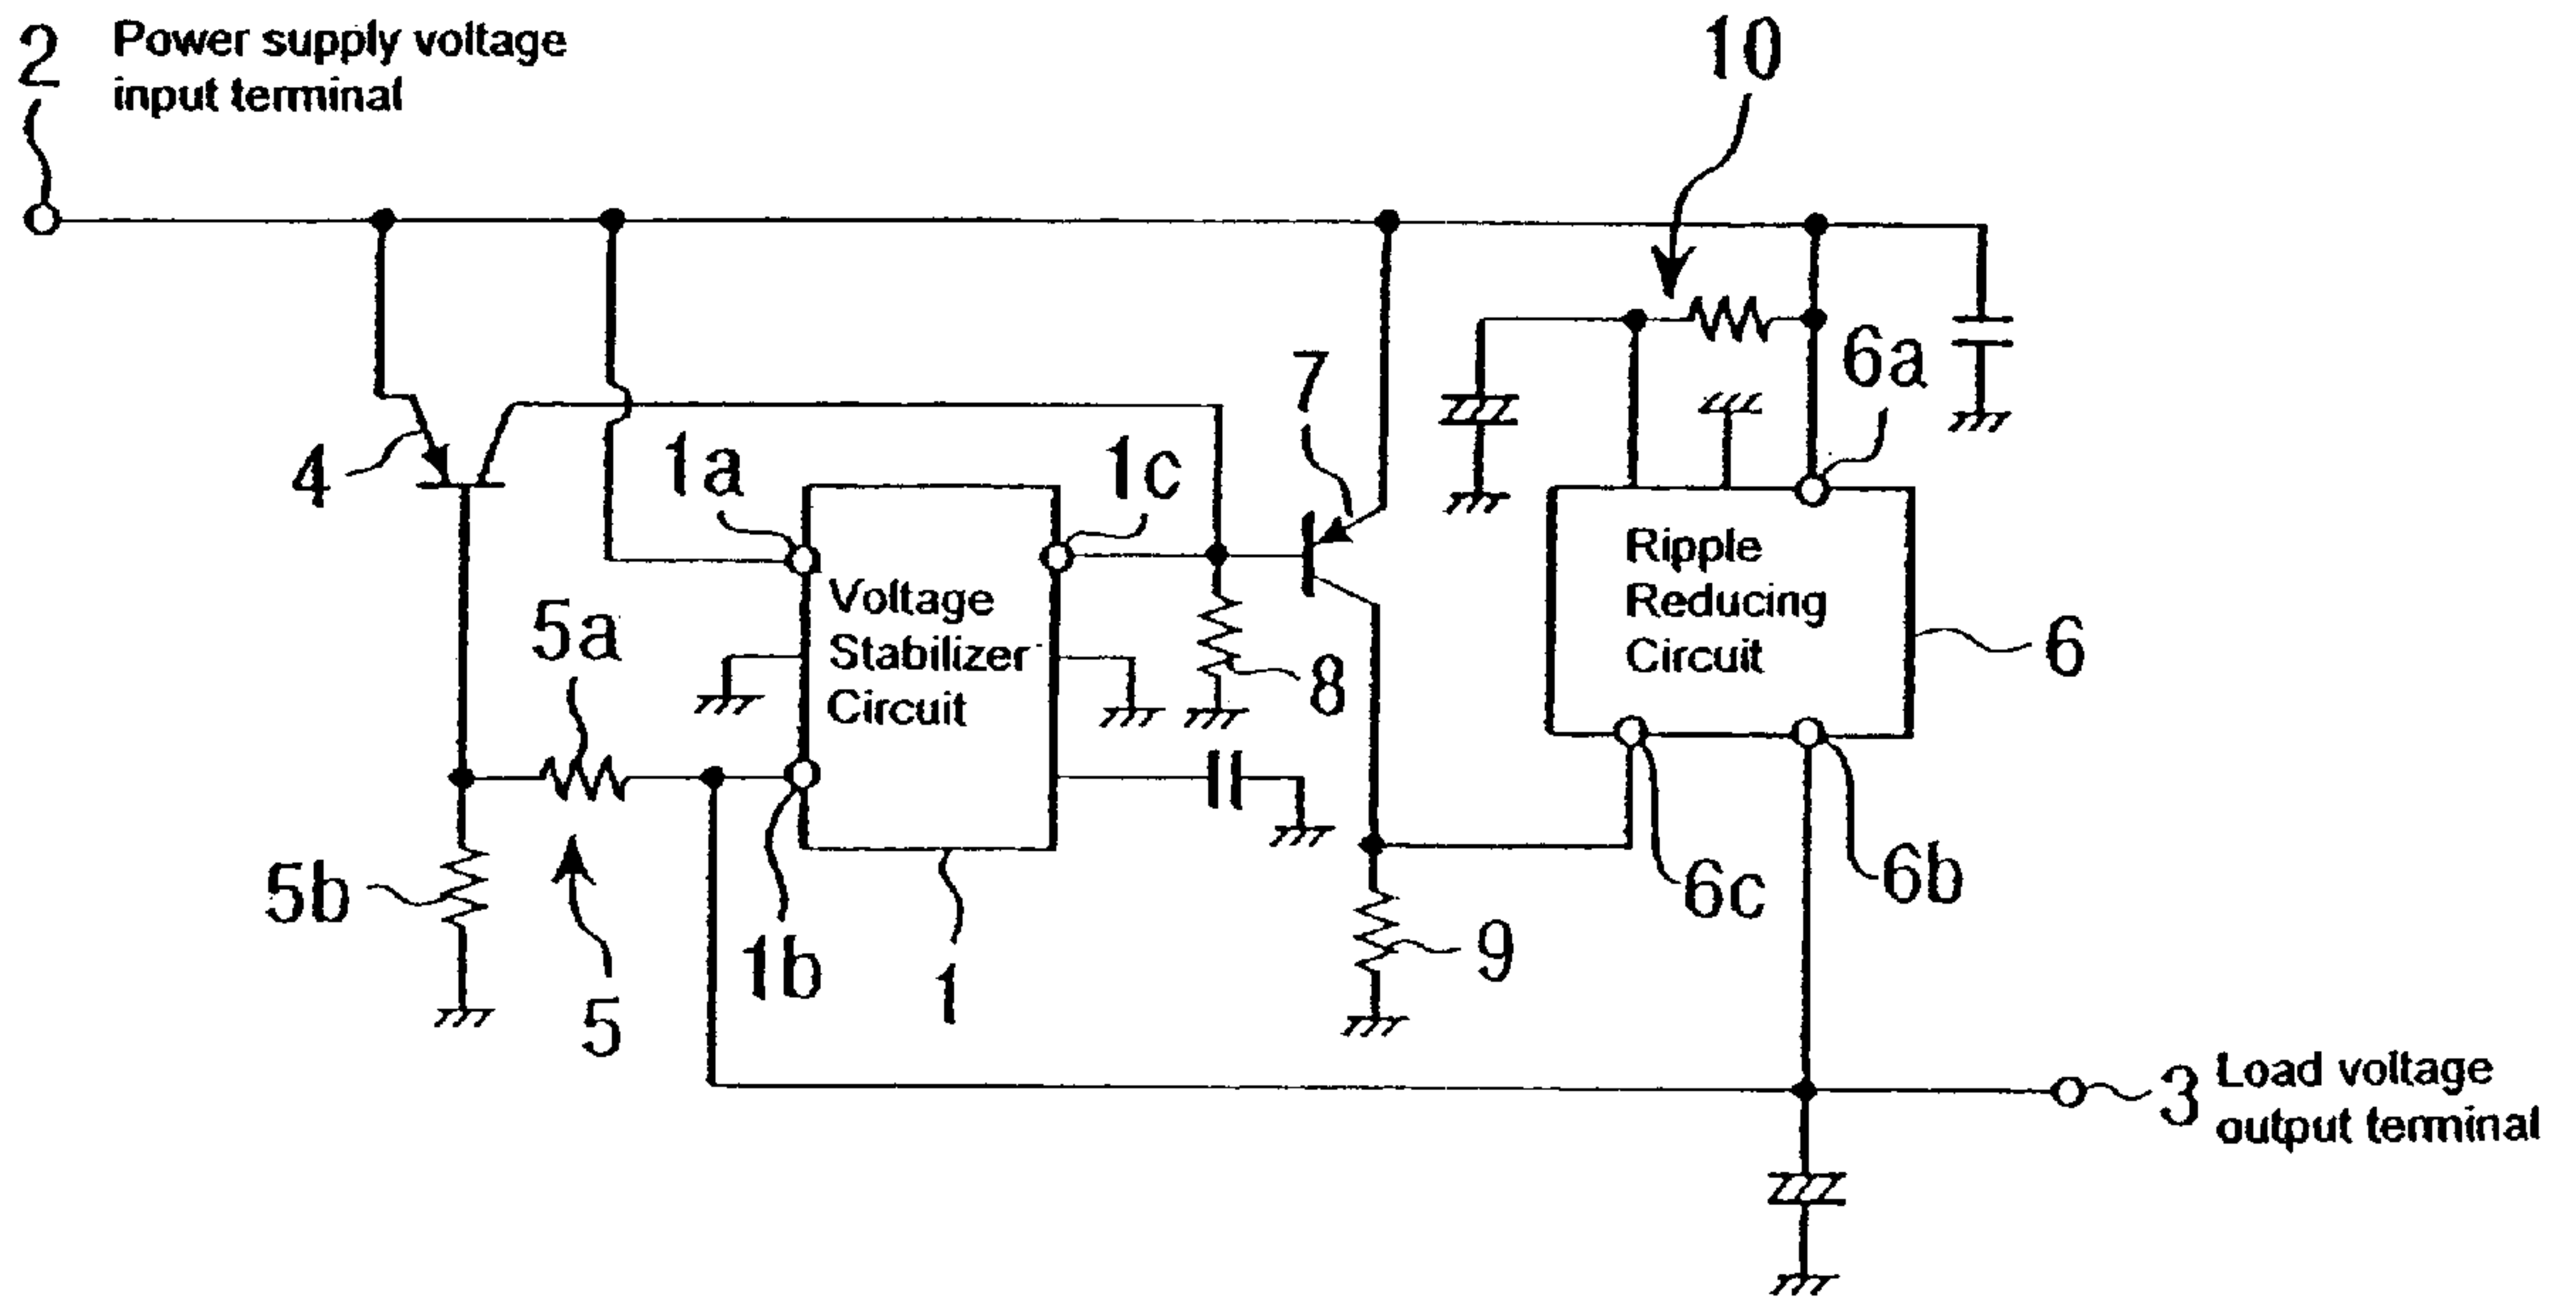 2 Power supply voltage
input terminal
10
6a
7
4
1a
1c
Ripple
Reducing
Circuit
Voltage
Stabilizer
Circuit
5a
6
8
5b
6c
6b
1b
1
9
5
3 Load voltage
output terminal